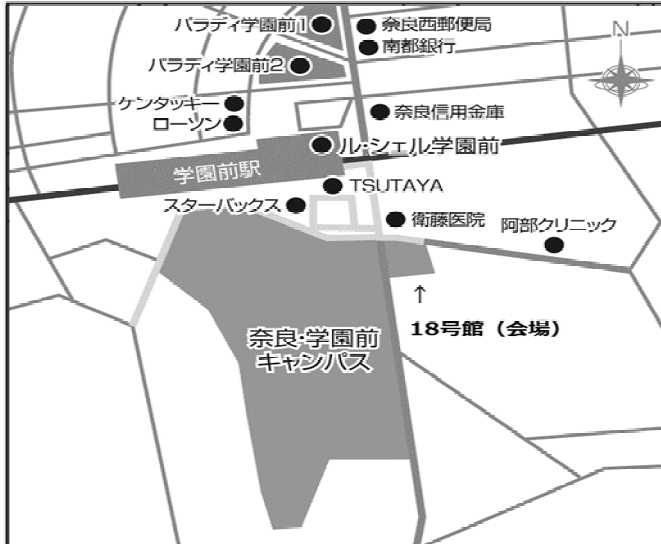 パラディ学園前1
奈良西郵便局
南都銀行
N
パラディ学園前2
ケンタッキー
ローソン
奈良信用金庫
ル・シェル学園前
学園前駅
TSUTAYA
スターバックス
衛藤医院
阿部クリニック
↑
18号館（会場）
奈良・学園前
キャンパス